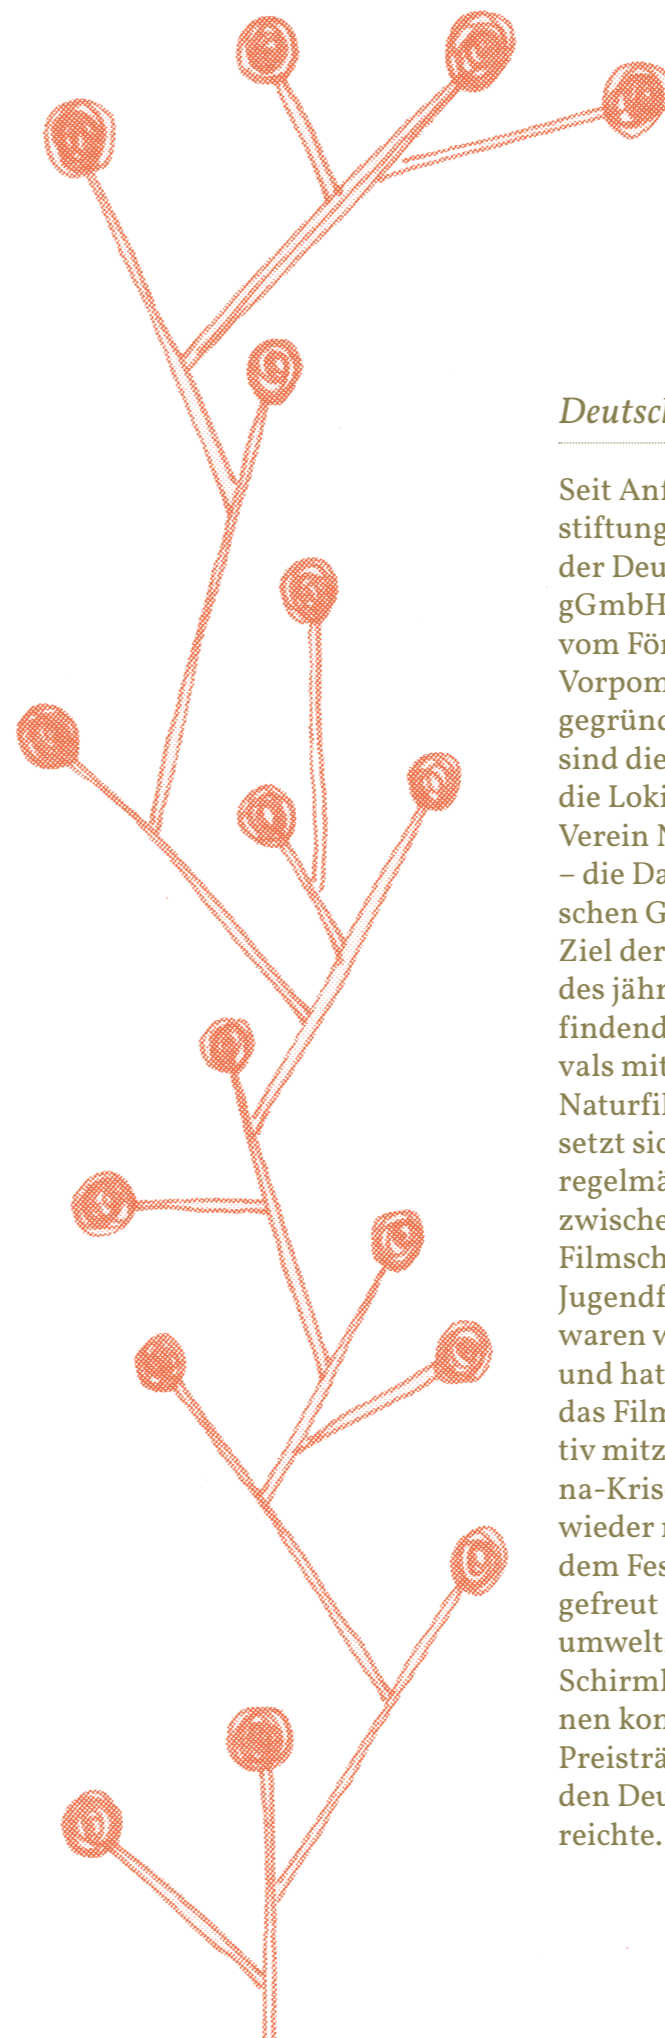 Deutsch
Seit Anf
stiftung
der Deu
gGmbH
vom För
Vorpom
gegründ
sind die
die Loki
Verein N
– die Da
schen G
Ziel der
des jähr
findend
vals mit
Naturfil
setzt sic
regelmä
zwische
Filmsch
Jugendf
waren w
und hat
das Film
tiv mitz
na-Kris
wieder
dem Fes
gefreut
umwelt
Schirmh
nen kon
Preisträ
den Deu
reichte.